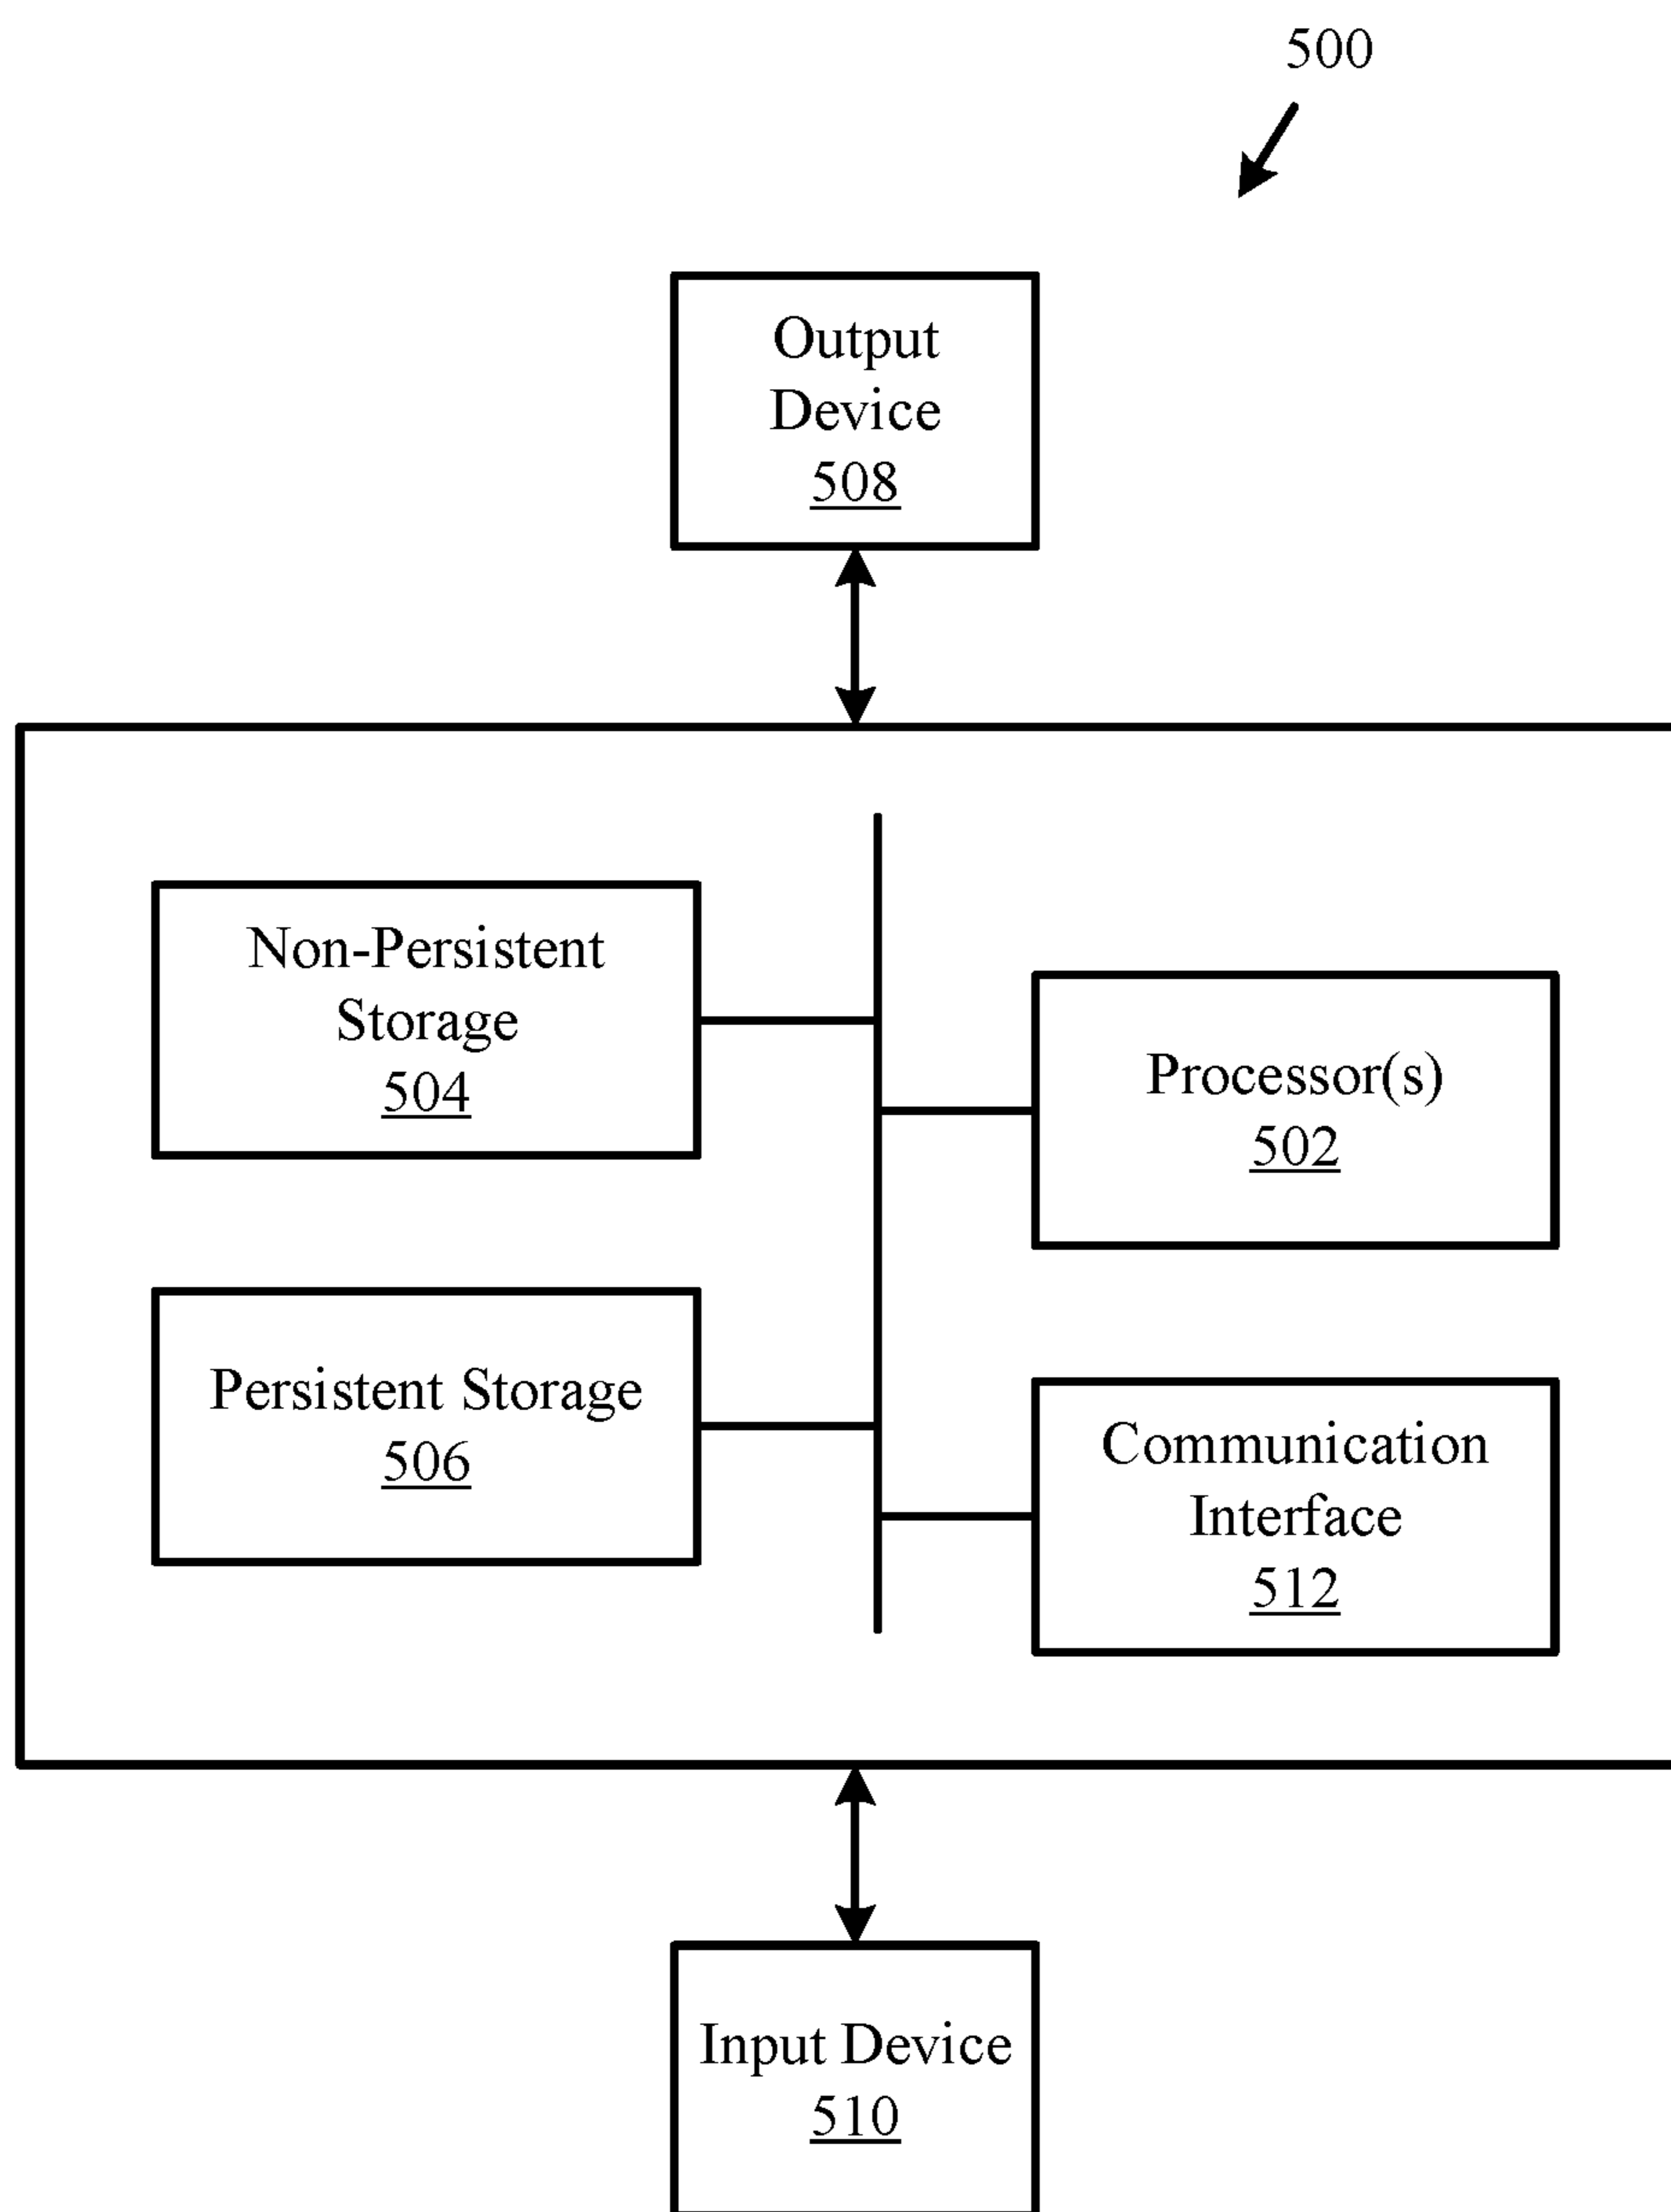 500
Output
Device
508
Non-Persistent
Storage
504
Processor(s)
502
Persistent Storage
506
Communication
Interface
512
Input Device
510